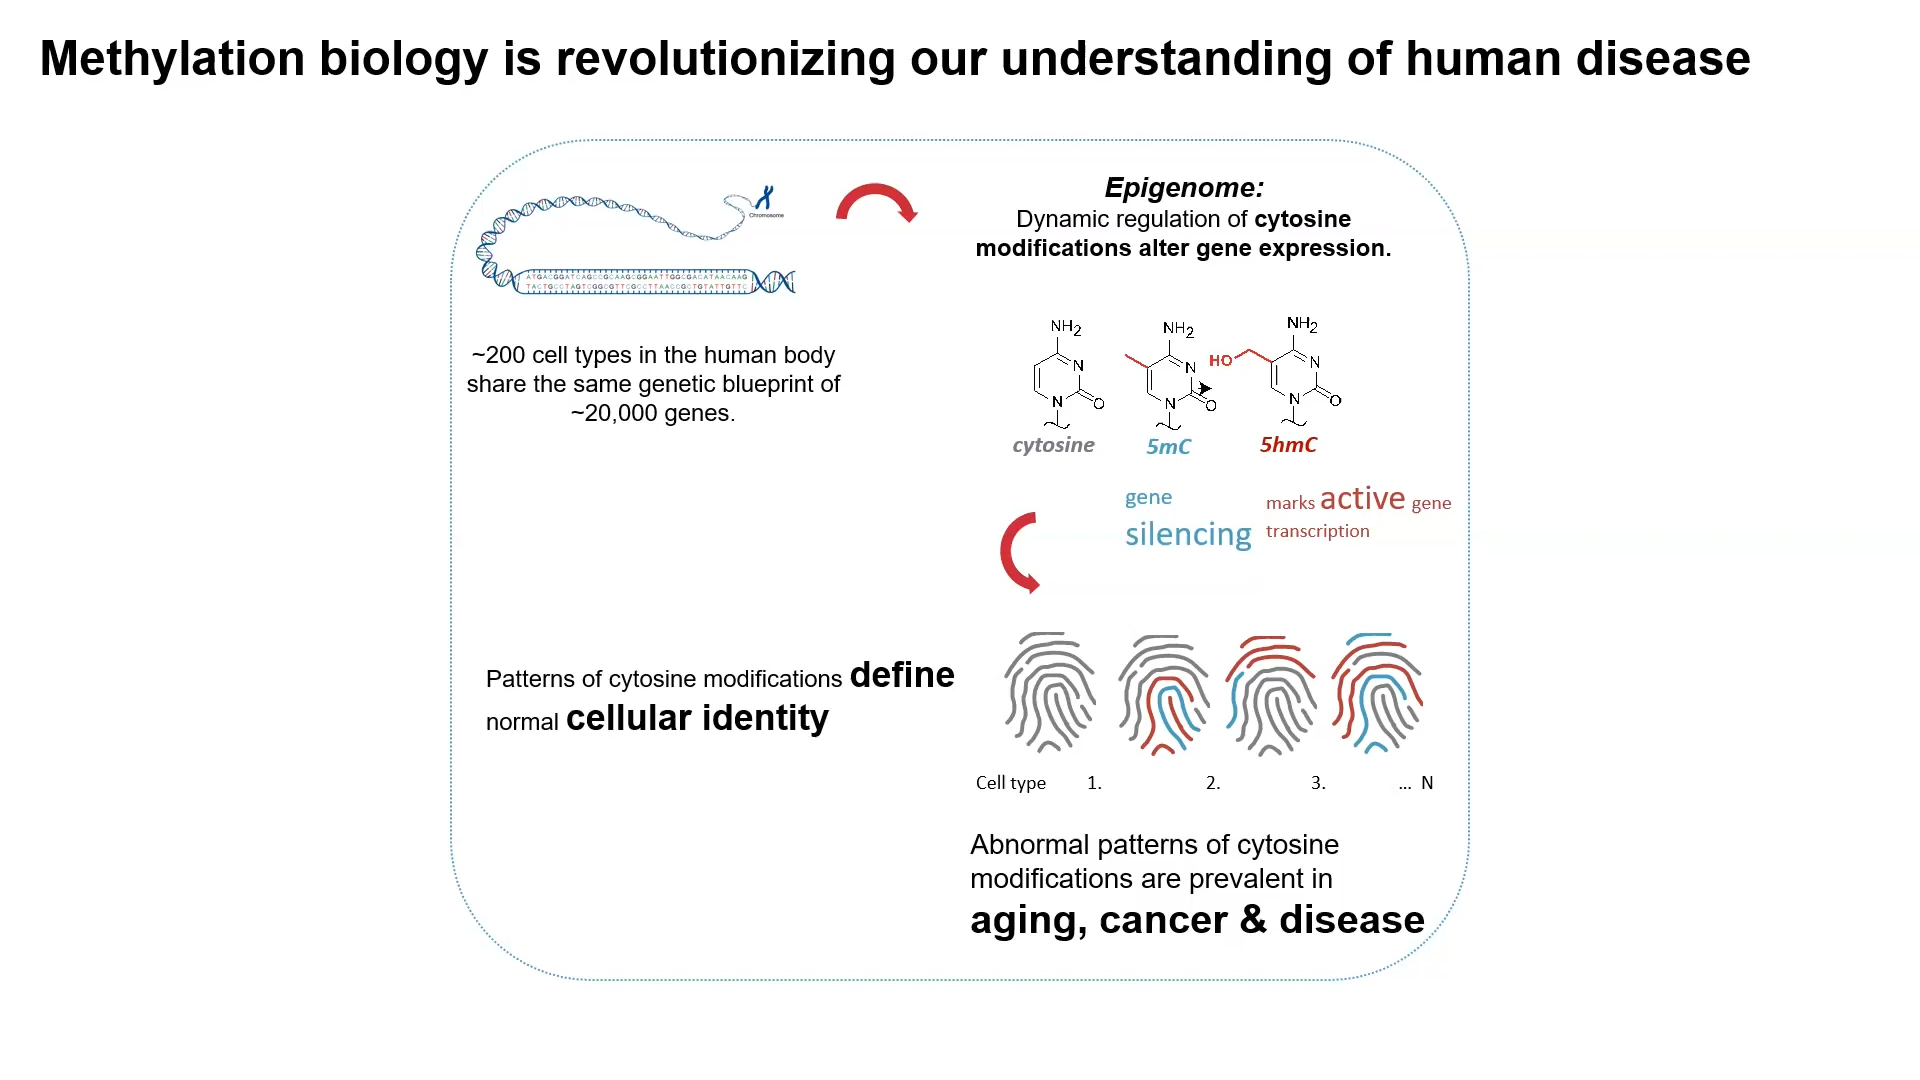 Methylation biology is revolutionizing our understanding of human disease
Chromosome
~200 cell types in the human body
share the same genetic blueprint of
~20,000 genes.
Epigenome:
Dynamic regulation of cytosine
modifications alter gene expression.
NH2
N
N
O
cytosine
NH2
N
N
O
5mC
NH2
HO
N
N
O
5hmC
gene
silencing
marks active gene
transcription
Patterns of cytosine modifications define
normal cellular identity
Cell type 1. 2. 3. ... N
Abnormal patterns of cytosine
modifications are prevalent in
aging, cancer & disease